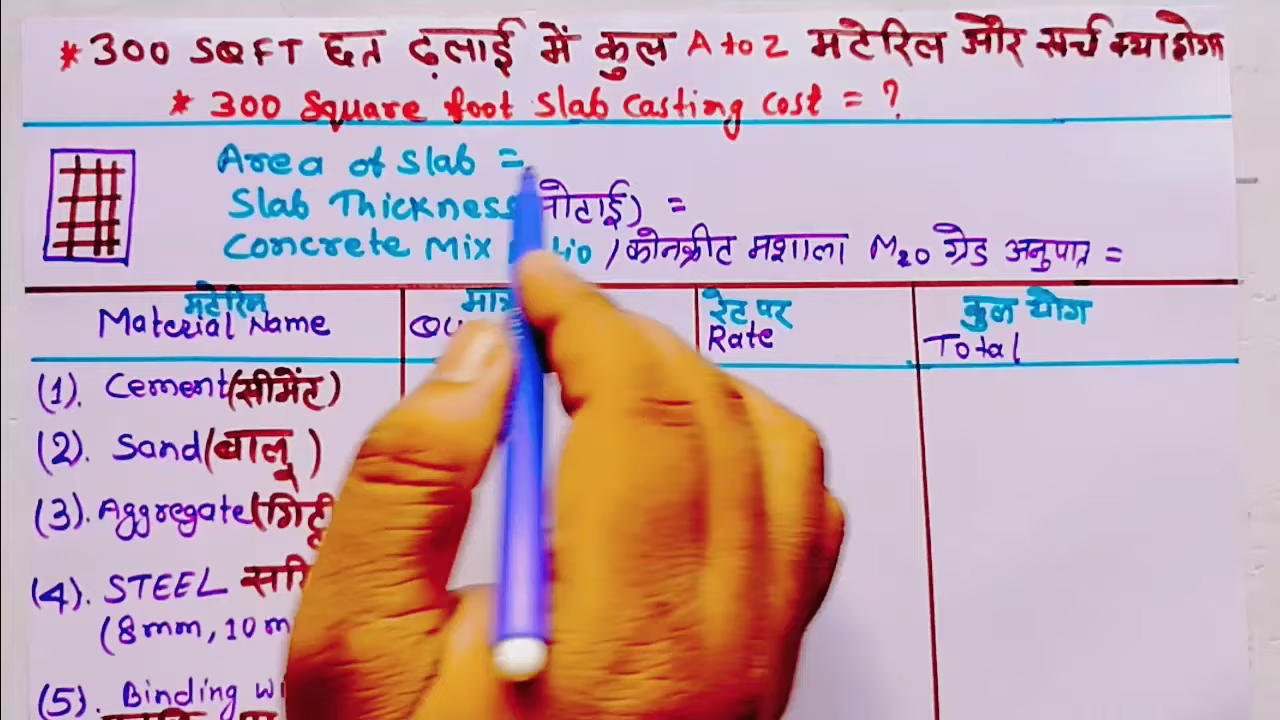 * 300 SQFT छत ढ़लाई में कुल A to Z मटेरिल और खर्च क्या होगा
* 300 Square foot Slab Casting Cost = ?
Area of Slab =
Slab Thickness =
Concrete Mix /कोनक्रीट मशाला M20 ग्रेड अनुपात्र =
मटेरिल रेट पर कुल योग
Material Name Rate Total
(1). Cement(सीमेंट)
(2). Sand(बालू)
(3). Aggregate(गिट्टी
(4). STEEL
(8mm, 10m
(5). Binding